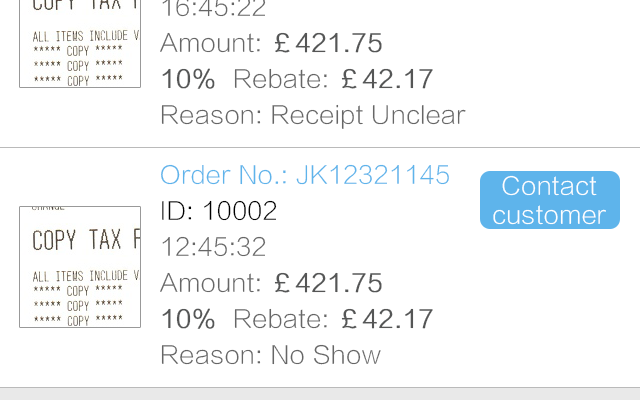 16:45:22
Amount: £421.75
10% Rebate: £42.17
Reason: Receipt Unclear
COPY TAX
ALL ITEMS INCLUDE
***** COPY *****
***** COPY *****
***** COPY *****
Order No.: JK12321145
Contact
customer
ID: 10002
12:45:32
Amount: £421.75
10% Rebate: £42.17
Reason: No Show
CHANGE
COPY TAX
ALL ITEMS INCLUDE
***** COPY *****
***** COPY *****
***** COPY *****